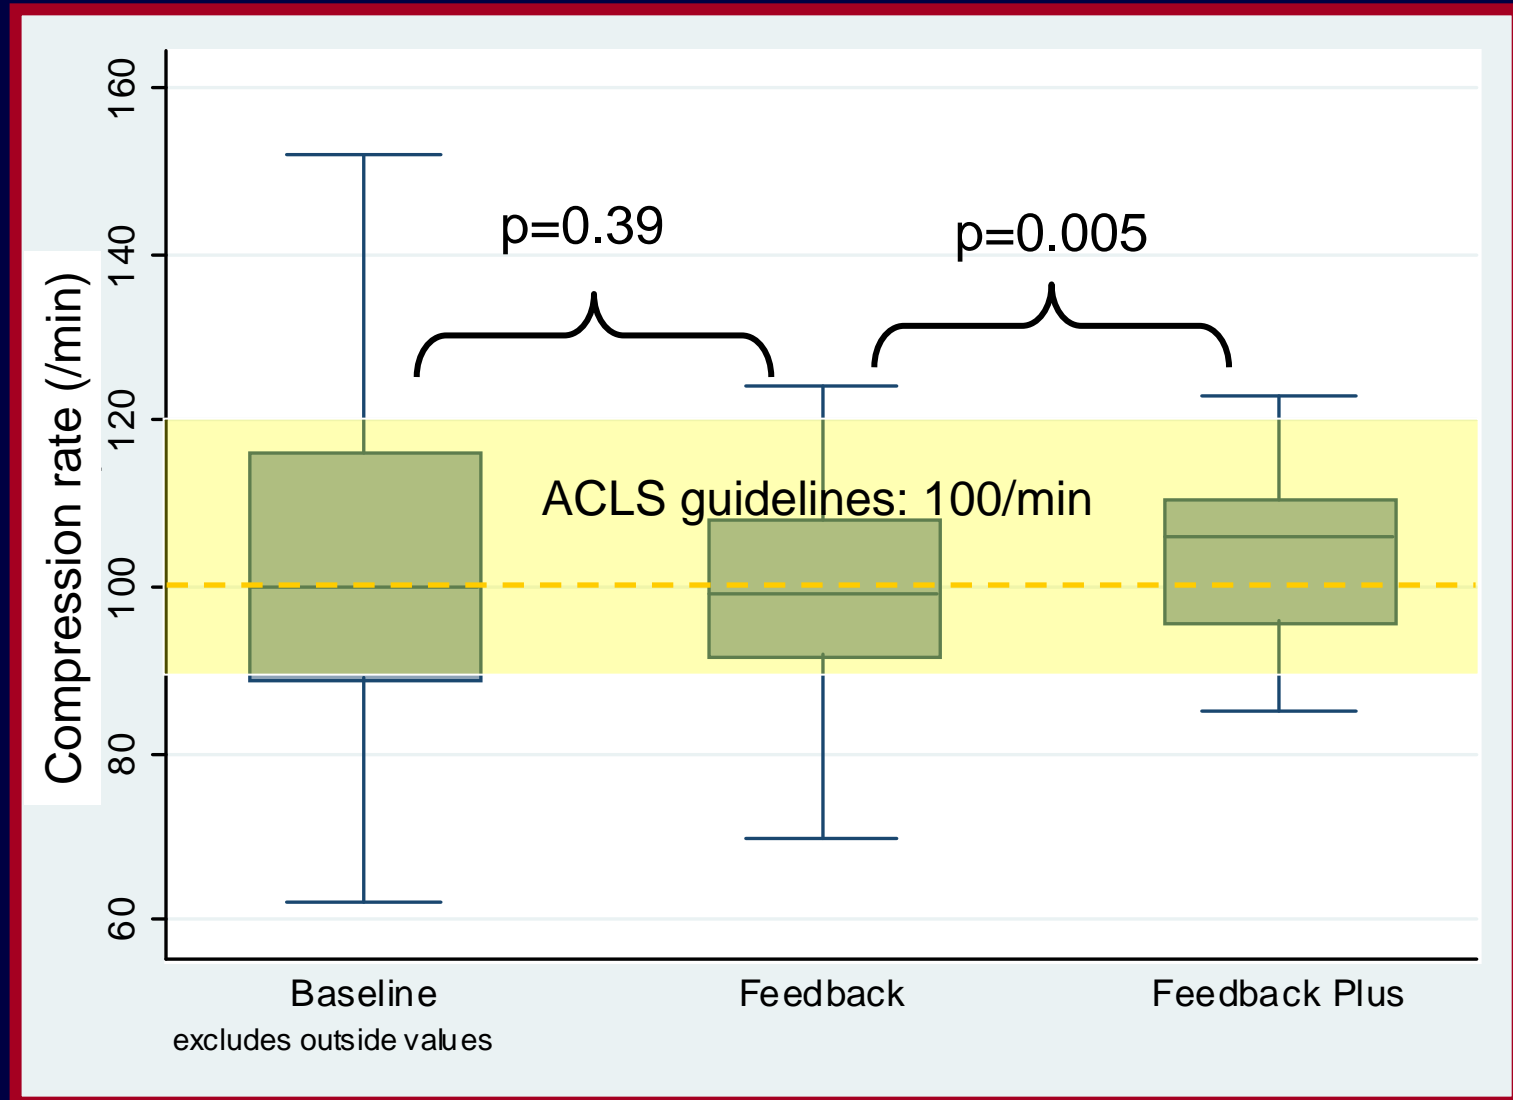 160
140
120
100
80
60
Compression rate (/min)
p=0.39
p=0.005
ACLS guidelines: 100/min
Baseline
Feedback
Feedback Plus
excludes outside values